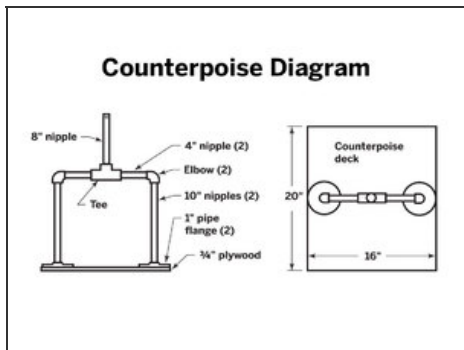 Counterpoise Diagram
8" nipple
4" nipple (2)
Elbow (2)
Tee
10" nipples (2)
1" pipe
flange (2)
¾" plywood
Counterpoise
deck
20"
16"